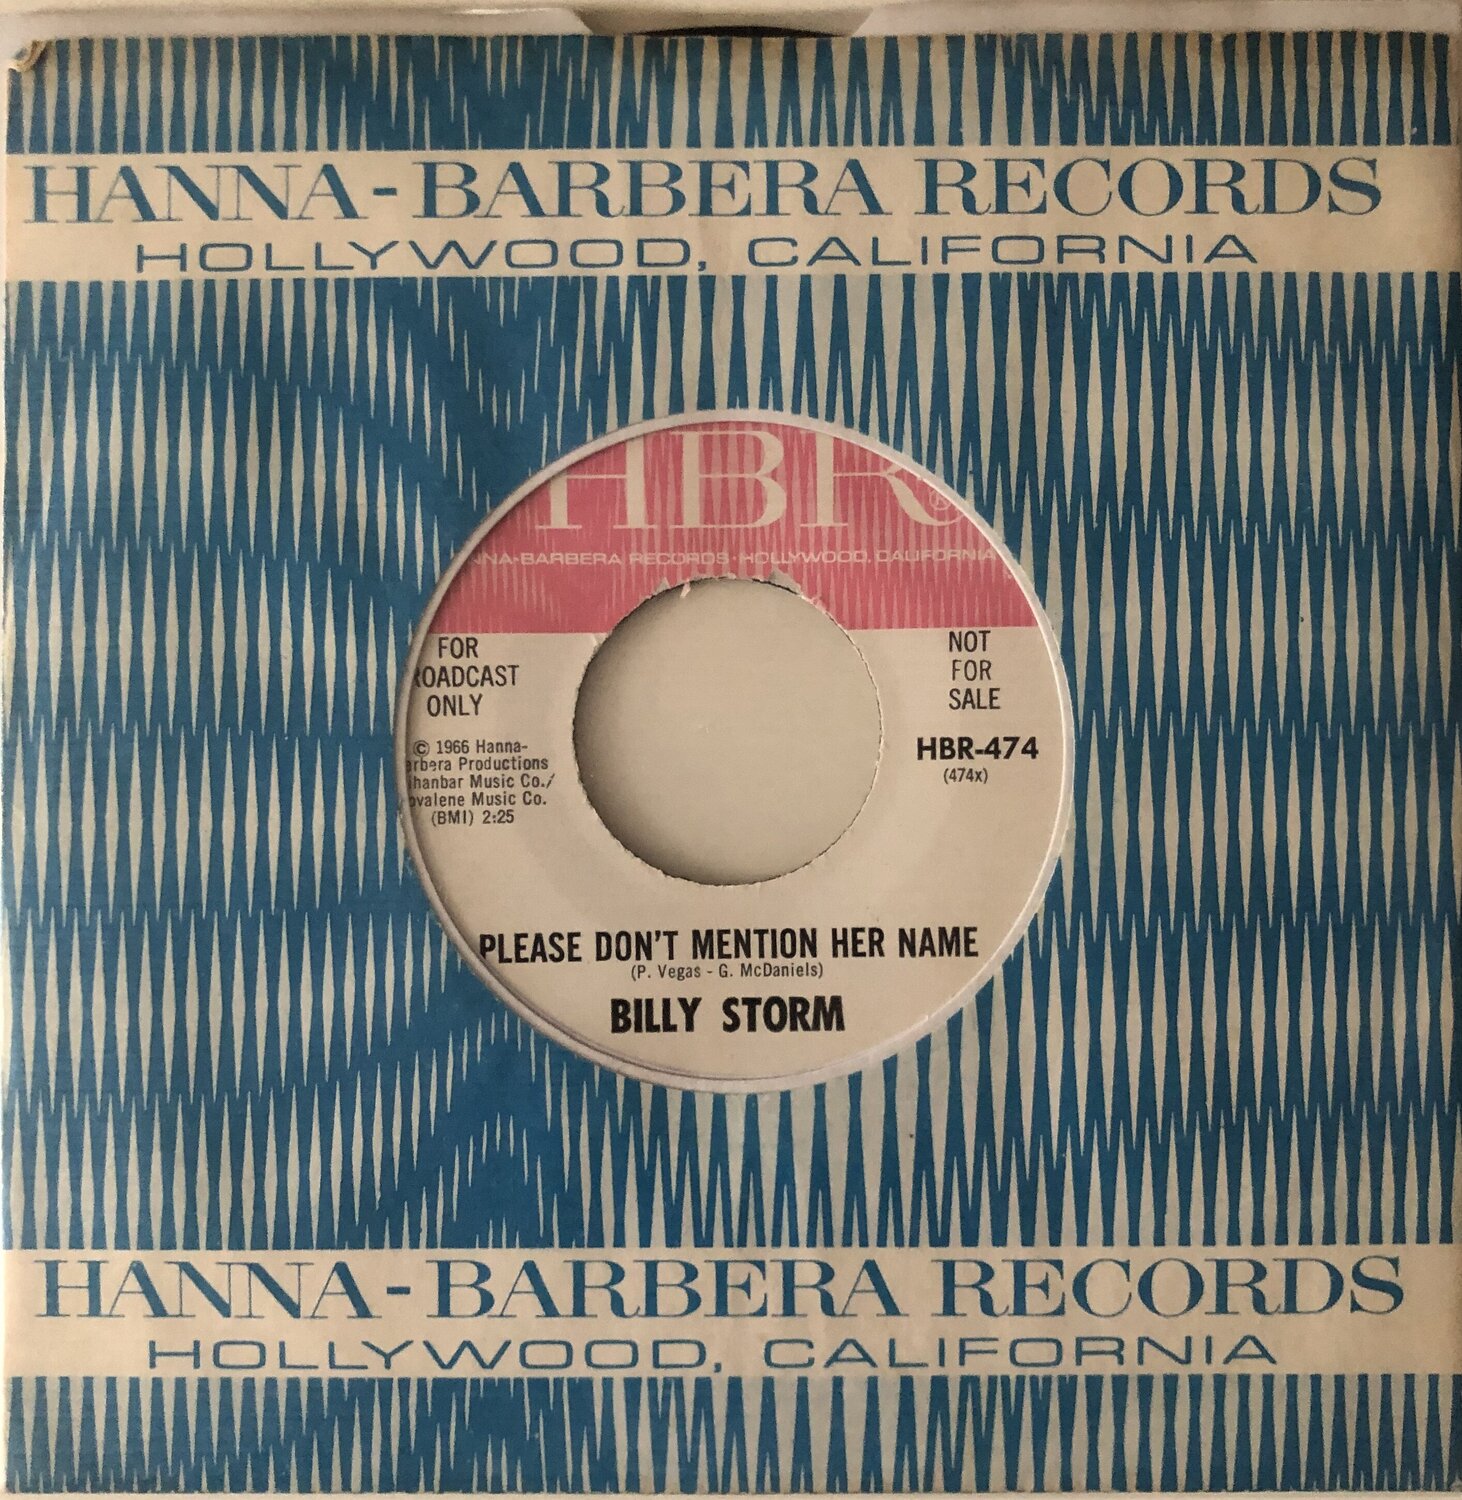 HANNA-BARBERA RECORDS
HOLLYWOOD, CALIFORNIA
HBR®
NNA-BARBERA RECORDS·HOLLYWOOD, CALIFORNIA
FOR
ROADCAST
ONLY
© 1966 Hanna-
arbera Productions
hanbar Music Co./
ovalene Music Co.
(BMI) 2:25
NOT
FOR
SALE
HBR-474
(474x)
PLEASE DON'T MENTION HER NAME
(P. Vegas - G. McDaniels)
BILLY STORM
HANNA-BARBERA RECORDS
HOLLYWOOD, CALIFORNIA